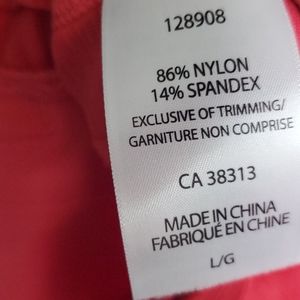 128908
86% NYLON
14% SPANDEX
EXCLUSIVE OF TRIMMING/
GARNITURE NON COMPRISE
CA 38313
MADE IN CHINA
FABRIQUÉ EN CHINE
L/G